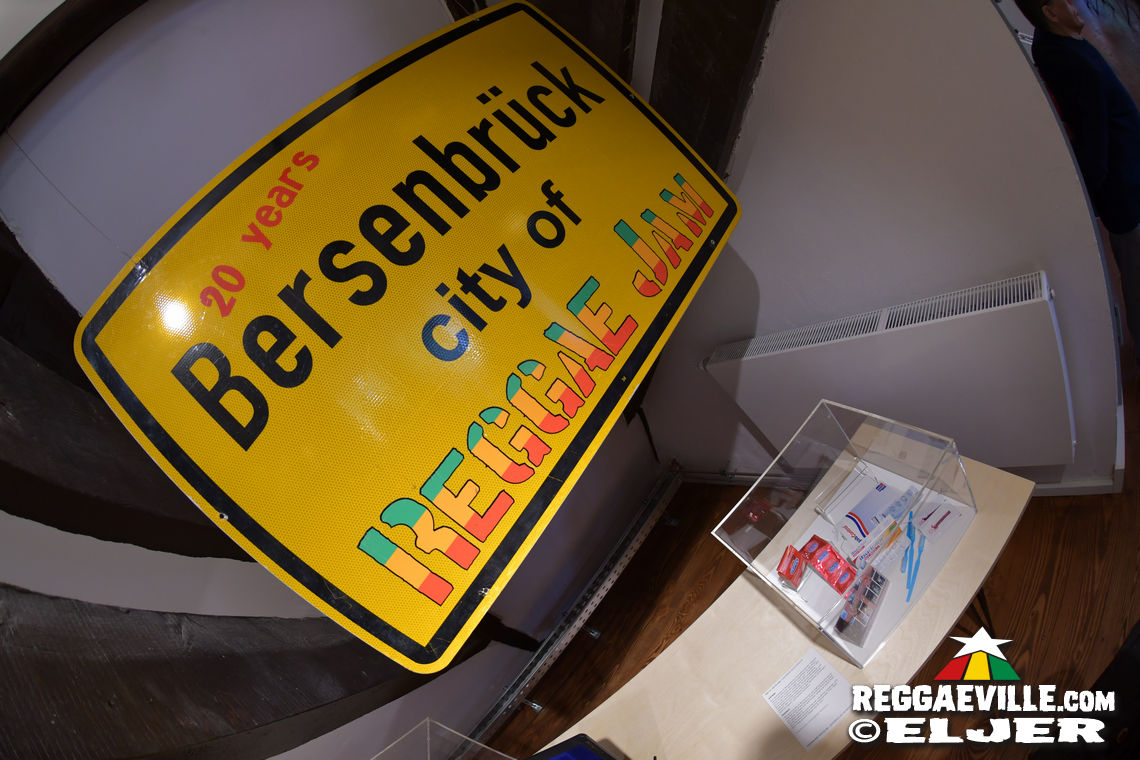 20 years
Bersenbrück
city of
REGGAE JAM
REGGAEVILLE.com
©ELJER